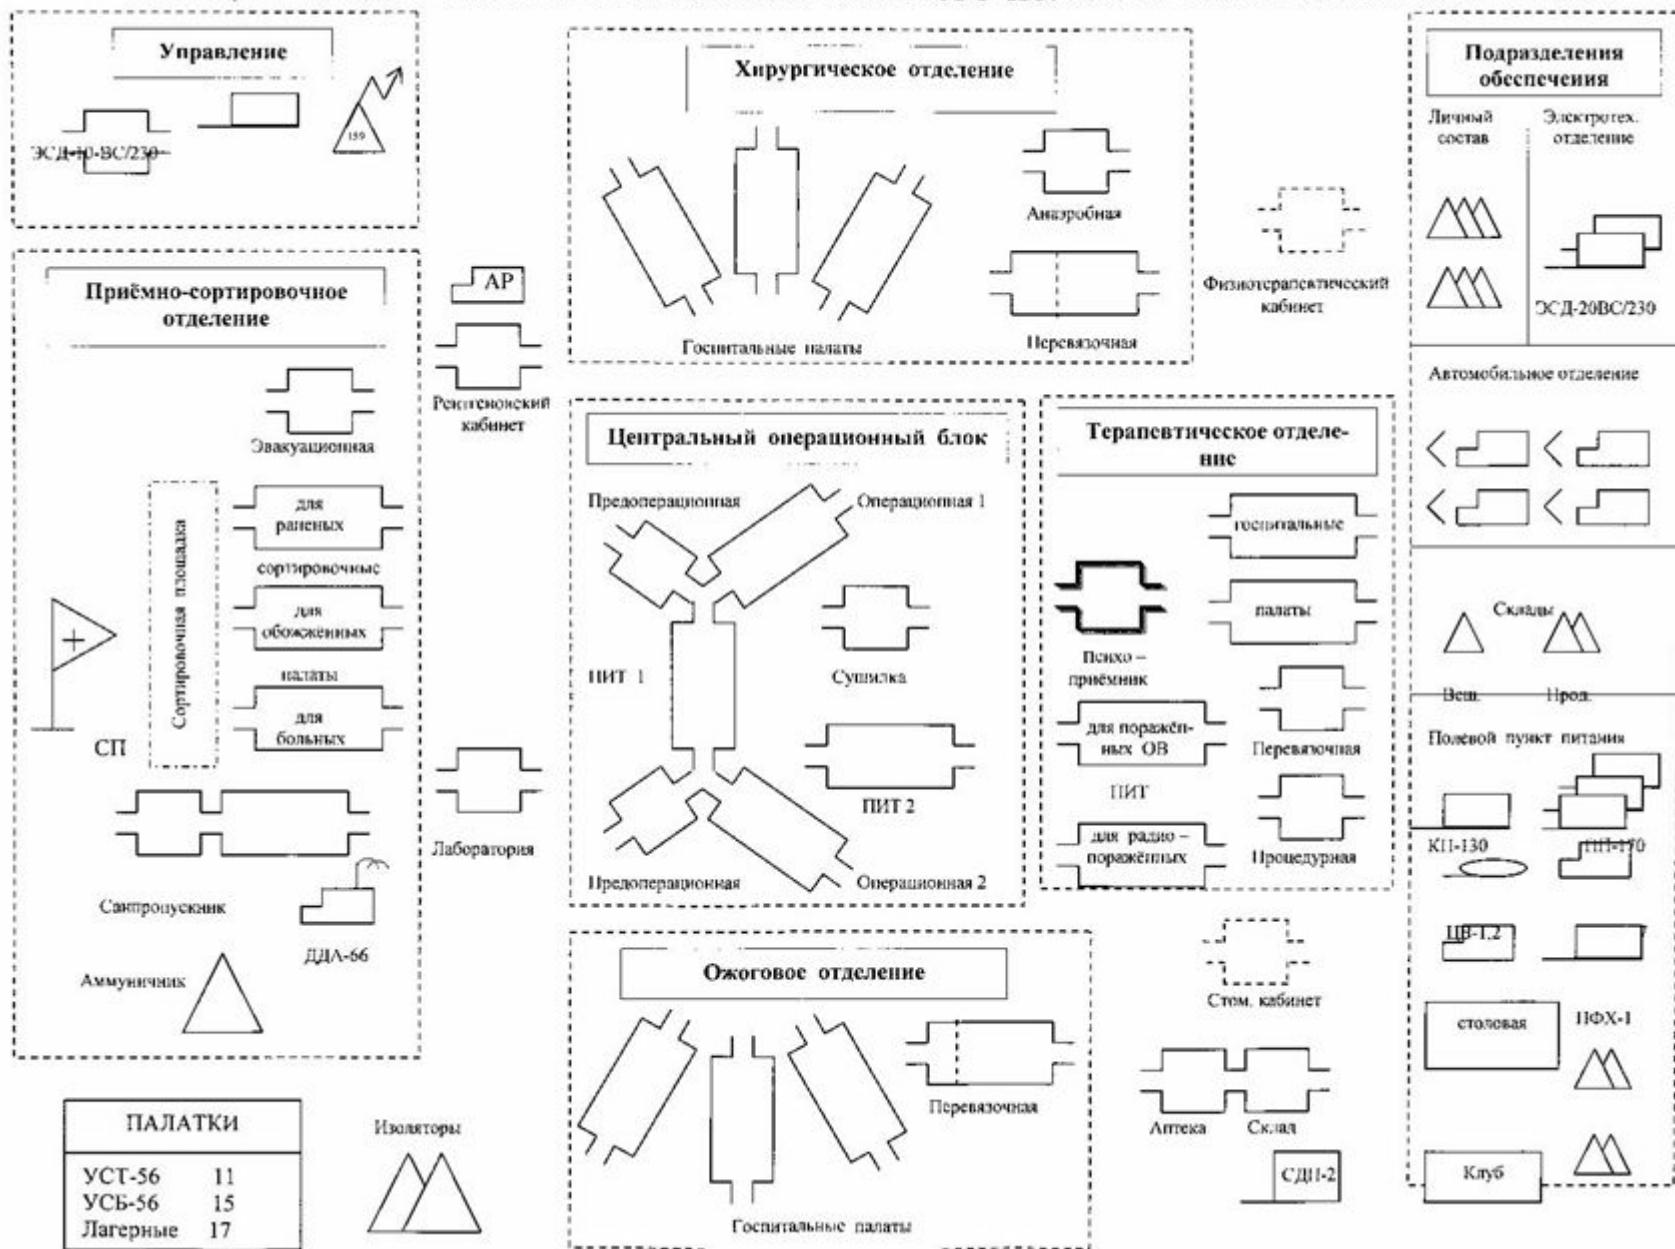 Управление
ЭСД-10-ВС/230
159
Приёмно-сортировочное
отделение
Эвакуационная
Сортировочная площадка
для
раненых
сортировочные
для
обожжённых
палаты
для
больных
СП
Санпропускник
ДДА-66
Аммуничник
ПАЛАТКИ
УСТ-56 11
УСБ-56 15
Лагерные 17
Изоляторы
АР
Рентгеновский
кабинет
Лаборатория
Хирургическое отделение
Анаэробная
Госпитальные палаты
Перевязочная
Физиотерапевтический
кабинет
Центральный операционный блок
Предоперационная
Операционная 1
ПИТ 1
Сушилка
ПИТ 2
Предоперационная
Операционная 2
Терапевтическое отделе-
ние
госпитальные
палаты
Психо –
приёмник
для поражён-
ных ОВ
Перевязочная
ПИТ
для радио –
поражённых
Процедурная
Ожоговое отделение
Перевязочная
Госпитальные палаты
Стом. кабинет
Аптека
Склад
СДП-2
Подразделения
обеспечения
Личный
состав
Электротех.
отделение
ЭСД-20ВС/230
Автомобильное отделение
Склады
Вещ.
Прод.
Полевой пункт питания
КП-130
ПП-170
ЦВ-1,2
столовая
ПФХ-1
Клуб